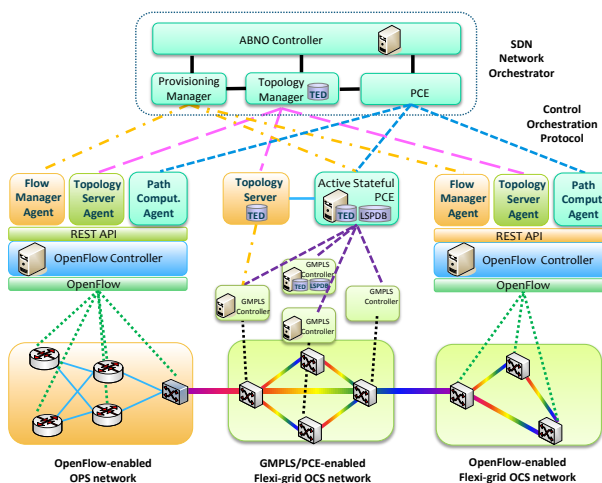 ABNO Controller
SDN
Network
Orchestrator
Provisioning
Manager
Topology
Manager
TED
PCE
Control
Orchestration
Protocol
Flow
Manager
Agent
Topology
Server
Agent
Path
Comput.
Agent
Topology
Server
TED
Active Stateful
PCE
TED
LSPDB
Flow
Manager
Agent
Topology
Server
Agent
Path
Comput.
Agent
REST API
REST API
OpenFlow Controller
OpenFlow Controller
OpenFlow
OpenFlow
GMPLS
Controller
TED
LSPDB
GMPLS
Controller
GMPLS
Controller
GMPLS
Controller
OpenFlow-enabled
OPS network
GMPLS/PCE-enabled
Flexi-grid OCS network
OpenFlow-enabled
Flexi-grid OCS network